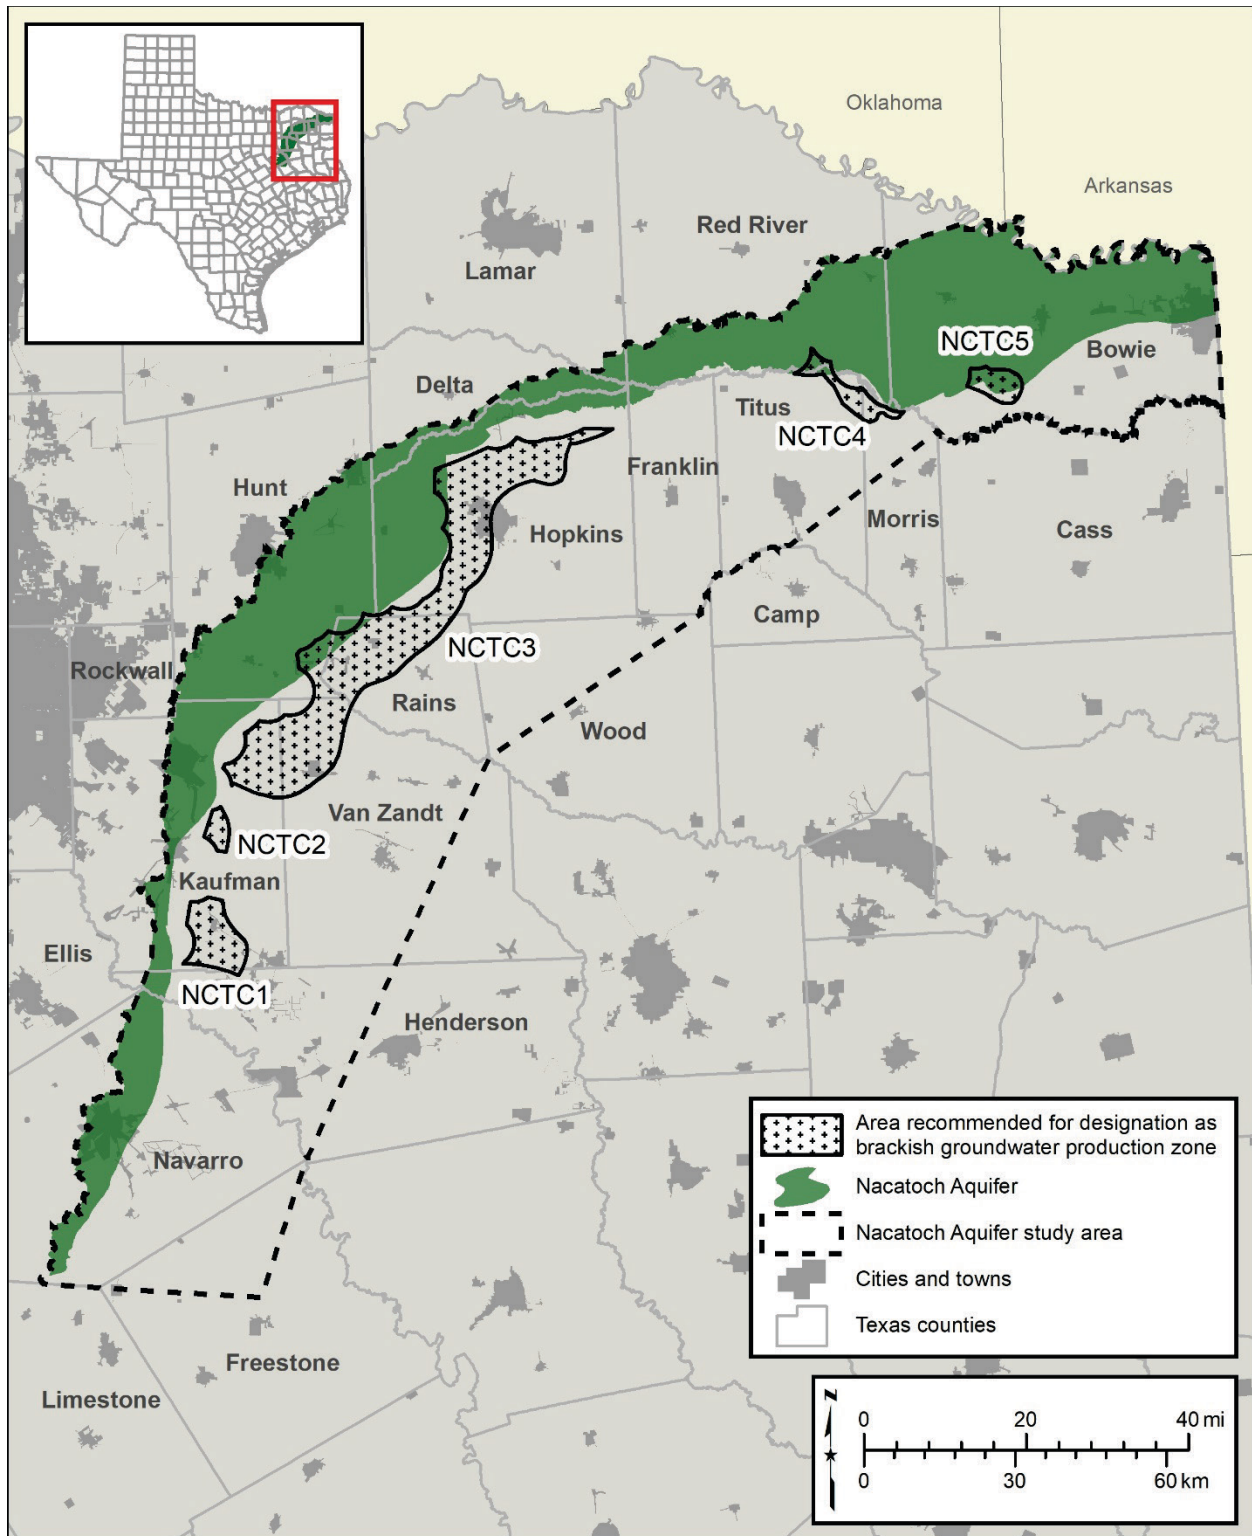 Oklahoma
Arkansas
Red River
Lamar
NCTC5
Bowie
Delta
Titus
NCTC4
Franklin
Hunt
Morris
Hopkins
Cass
Camp
NCTC3
Rockwall
Rains
Wood
Van Zandt
NCTC2
Kaufman
Ellis
NCTC1
Henderson
Navarro
Freestone
Limestone
Area recommended for designation as
brackish groundwater production zone
Nacatoch Aquifer
Nacatoch Aquifer study area
Cities and towns
Texas counties
N
0 20 40 mi
0 30 60 km